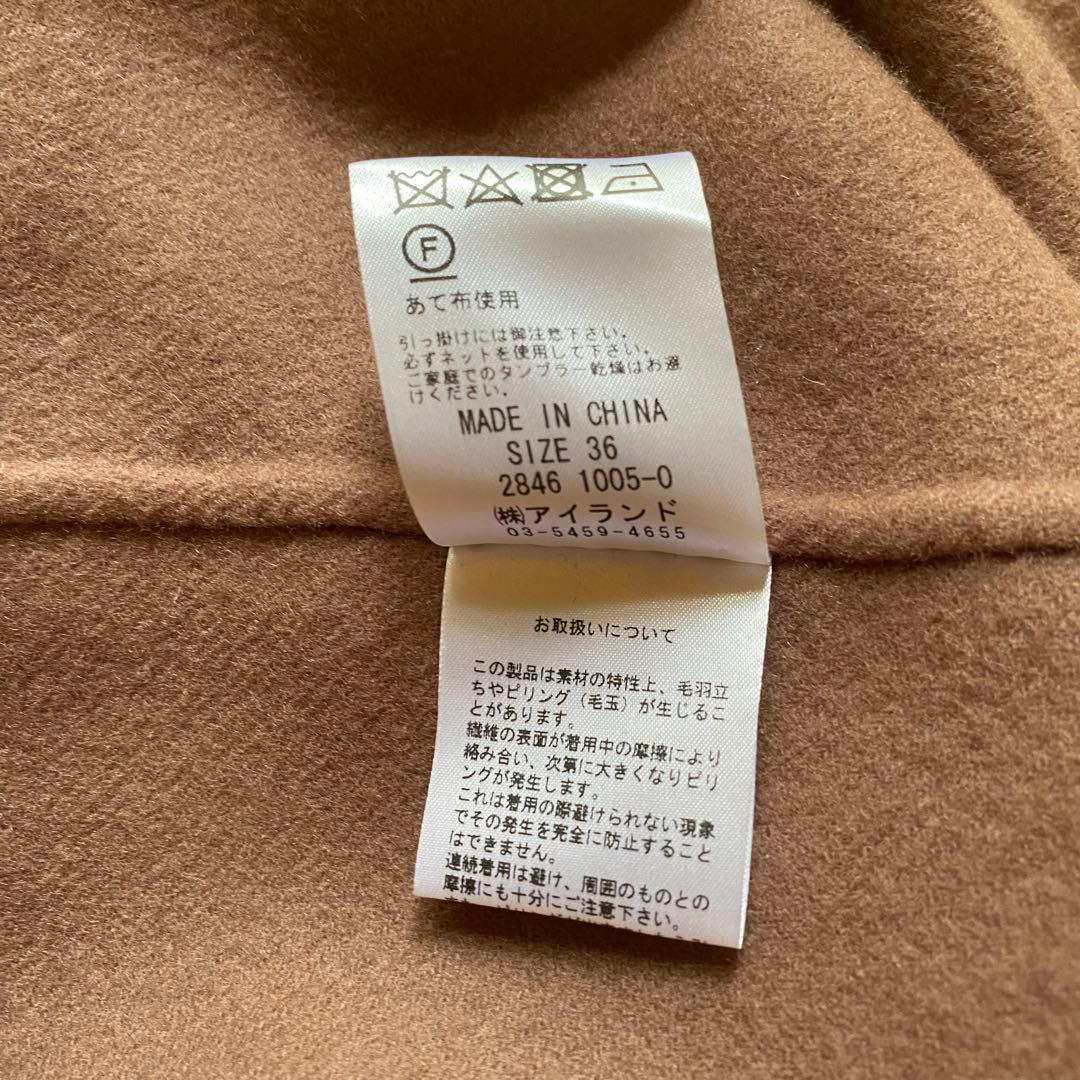 F
あて布使用
引っ掛けには御注意下さい。
必ずネットを使用して下さい。
ご家庭でのタンブラー乾燥はお避
けください。
MADE IN CHINA
SIZE 36
2846 1005-0
㈱アイランド
03-5459-4655
お取扱いについて
この製品は素材の特性上、毛羽立
ちやピリング（毛玉）が生じるこ
とがあります。
繊維の表面が着用中の摩擦により
絡み合い、次第に大きくなりピリ
ングが発生します。
これは着用の際避けられない現象
でその発生を完全に防止すること
はできません。
連続着用は避け、周囲のものとの
摩擦にも十分にご注意下さい。